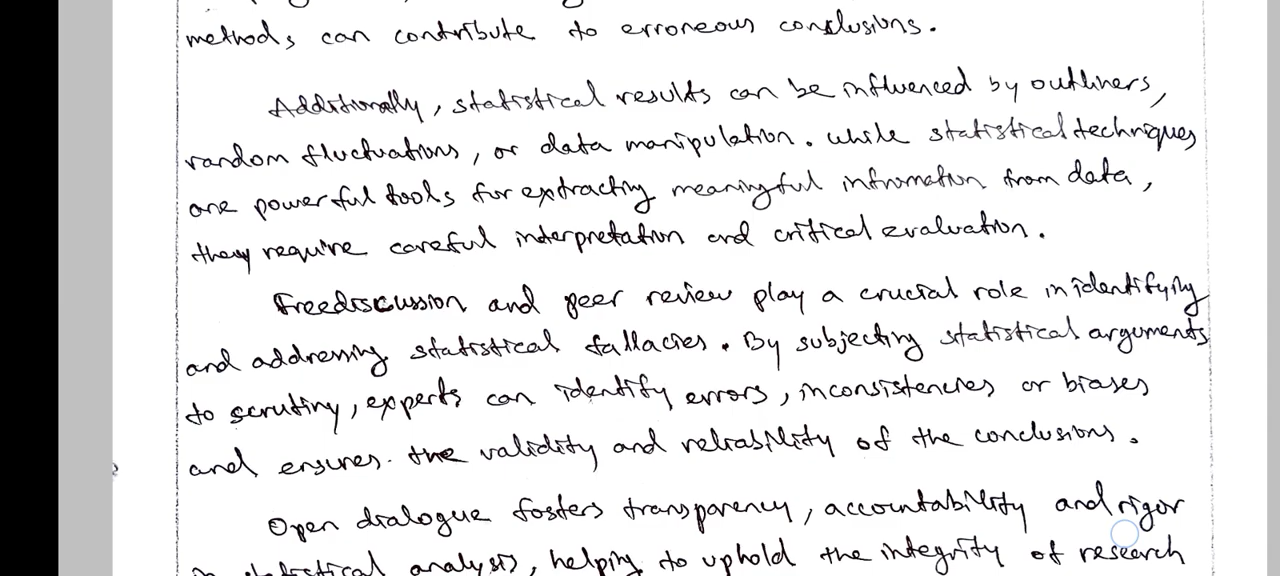 methods can contribute to erroneous conclusions.
Additionally, statistical results can be influenced by outliners,
random fluctuations, or data manipulation. while statistical techniques
are powerful tools for extracting meaningful infromation from data,
they require careful interpretation and critical evaluation.
Freediscussion and peer review play a crucial role in identifying
and addressing statistical fallacies. By subjecting statistical arguments
to scrutiny, experts can identify errors, inconsistencies or biases
and ensures. the validity and reliability of the conclusions.
Open dialogue fosters transparency, accountability and rigor
statistical analysis, helping to uphold the integrity of research